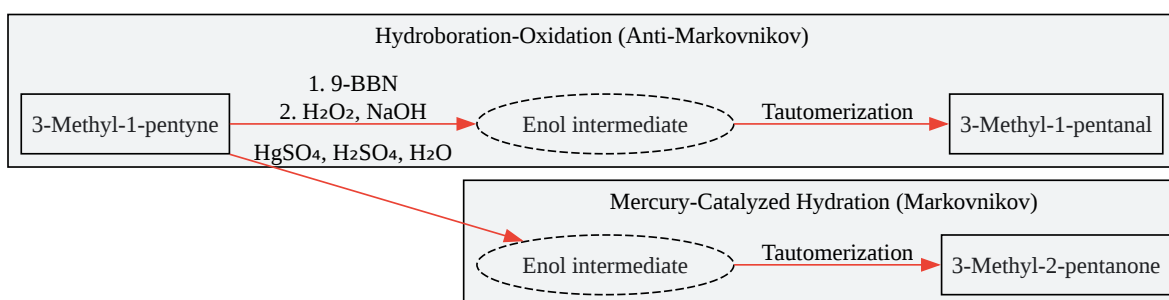 Hydroboration-Oxidation (Anti-Markovnikov)
3-Methyl-1-pentyne
1. 9-BBN
2. H₂O₂, NaOH
Enol intermediate
Tautomerization
3-Methyl-1-pentanal
HgSO₄, H₂SO₄, H₂O
Mercury-Catalyzed Hydration (Markovnikov)
Enol intermediate
Tautomerization
3-Methyl-2-pentanone